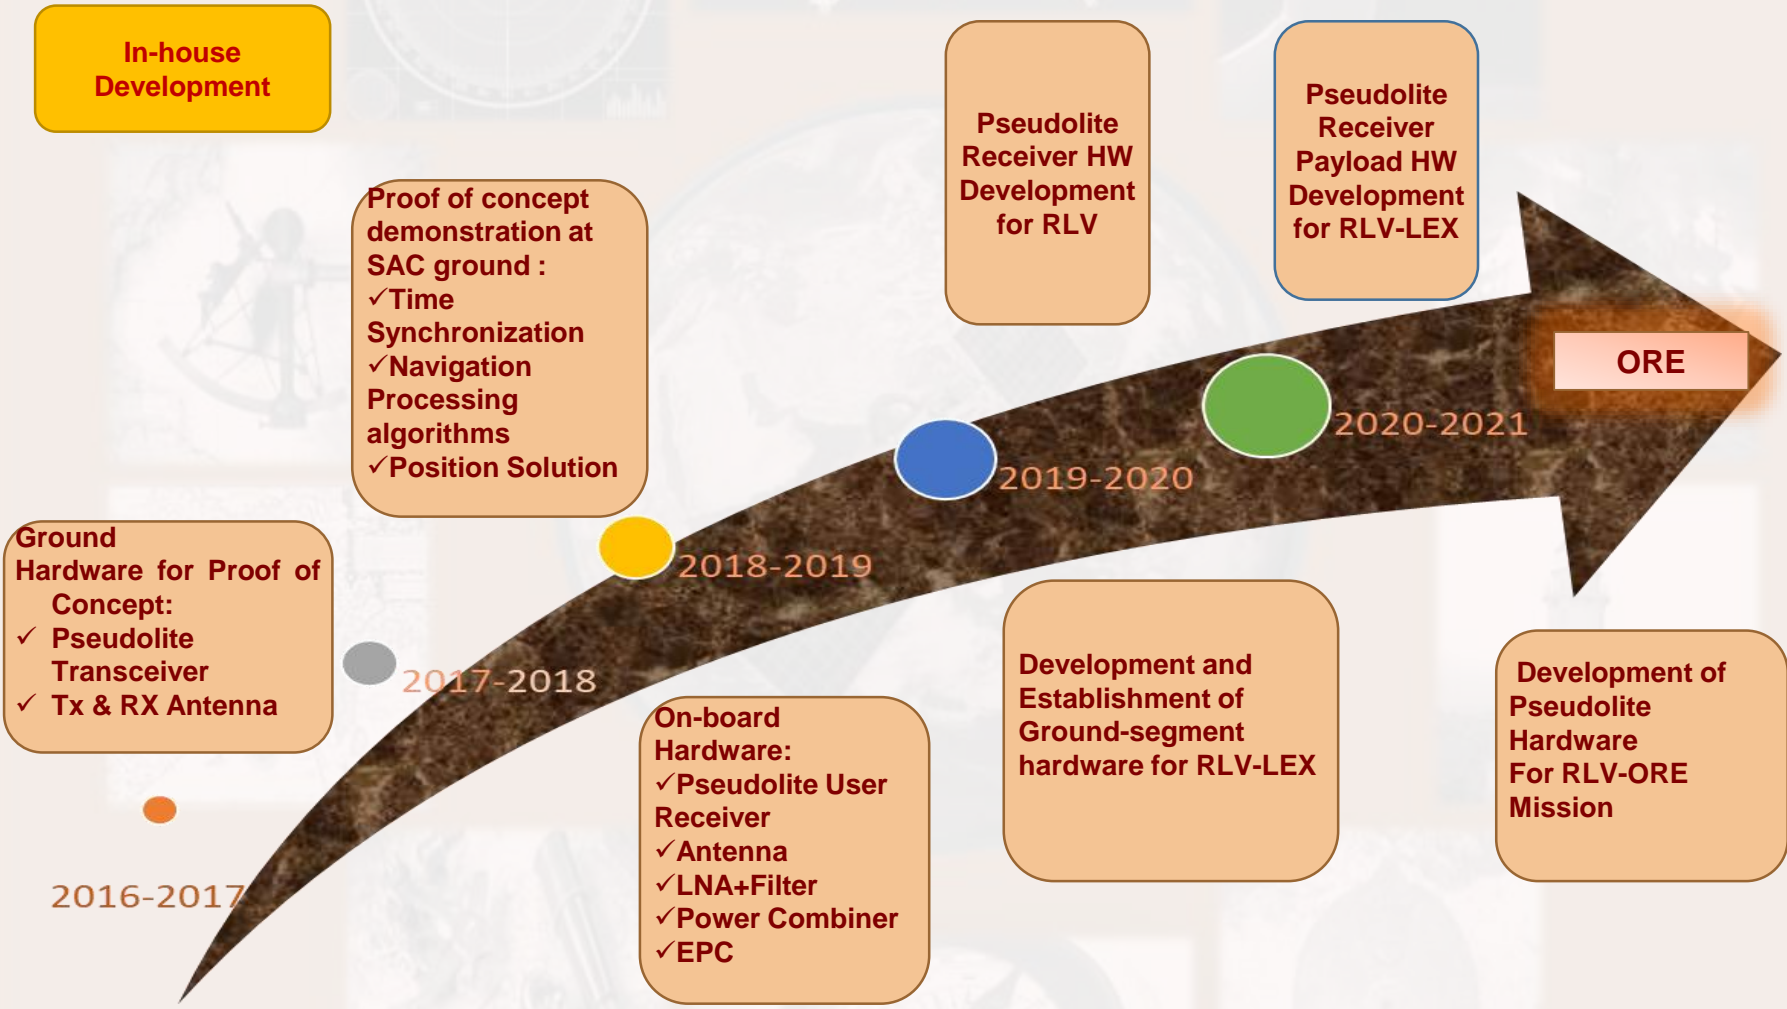 In-house
Development
Ground
Hardware for Proof of
Concept:
✓ Pseudolite
Transceiver
✓ Tx & RX Antenna
2016-2017
Proof of concept
demonstration at
SAC ground :
✓Time
Synchronization
✓Navigation
Processing
algorithms
✓Position Solution
2017-2018
On-board
Hardware:
✓Pseudolite User
Receiver
✓Antenna
✓LNA+Filter
✓Power Combiner
✓EPC
2018-2019
Pseudolite
Receiver HW
Development
for RLV
2019-2020
Development and
Establishment of
Ground-segment
hardware for RLV-LEX
Pseudolite
Receiver
Payload HW
Development
for RLV-LEX
2020-2021
ORE
Development of
Pseudolite
Hardware
For RLV-ORE
Mission